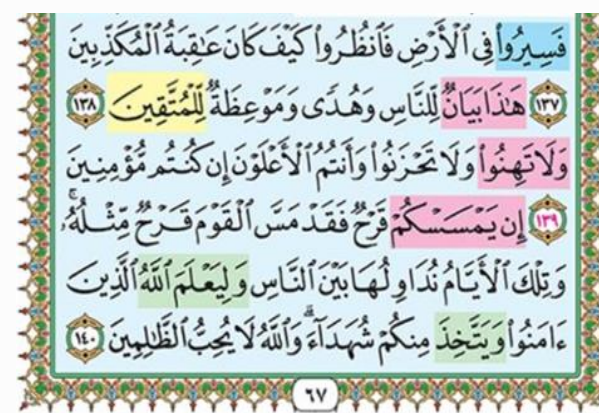 فَسِيرُوا۟ فِى ٱلْأَرْضِ فَٱنظُرُوا۟ كَيْفَ كَانَ عَـٰقِبَةُ ٱلْمُكَذِّبِينَ
١٣٧ هَـٰذَا بَيَانٌ لِّلنَّاسِ وَهُدًى وَمَوْعِظَةٌ لِّلْمُتَّقِينَ ١٣٨
وَلَا تَهِنُوا۟ وَلَا تَحْزَنُوا۟ وَأَنتُمُ ٱلْأَعْلَوْنَ إِن كُنتُم مُّؤْمِنِينَ
١٣٩ إِن يَمْسَسْكُمْ قَرْحٌ فَقَدْ مَسَّ ٱلْقَوْمَ قَرْحٌ مِّثْلُهُۥ ۚ
وَتِلْكَ ٱلْأَيَّامُ نُدَاوِلُهَا بَيْنَ ٱلنَّاسِ وَلِيَعْلَمَ ٱللَّهُ ٱلَّذِينَ
ءَامَنُوا۟ وَيَتَّخِذَ مِنكُمْ شُهَدَآءَ ۗ وَٱللَّهُ لَا يُحِبُّ ٱلظَّـٰلِمِينَ ١٤٠
٦٧